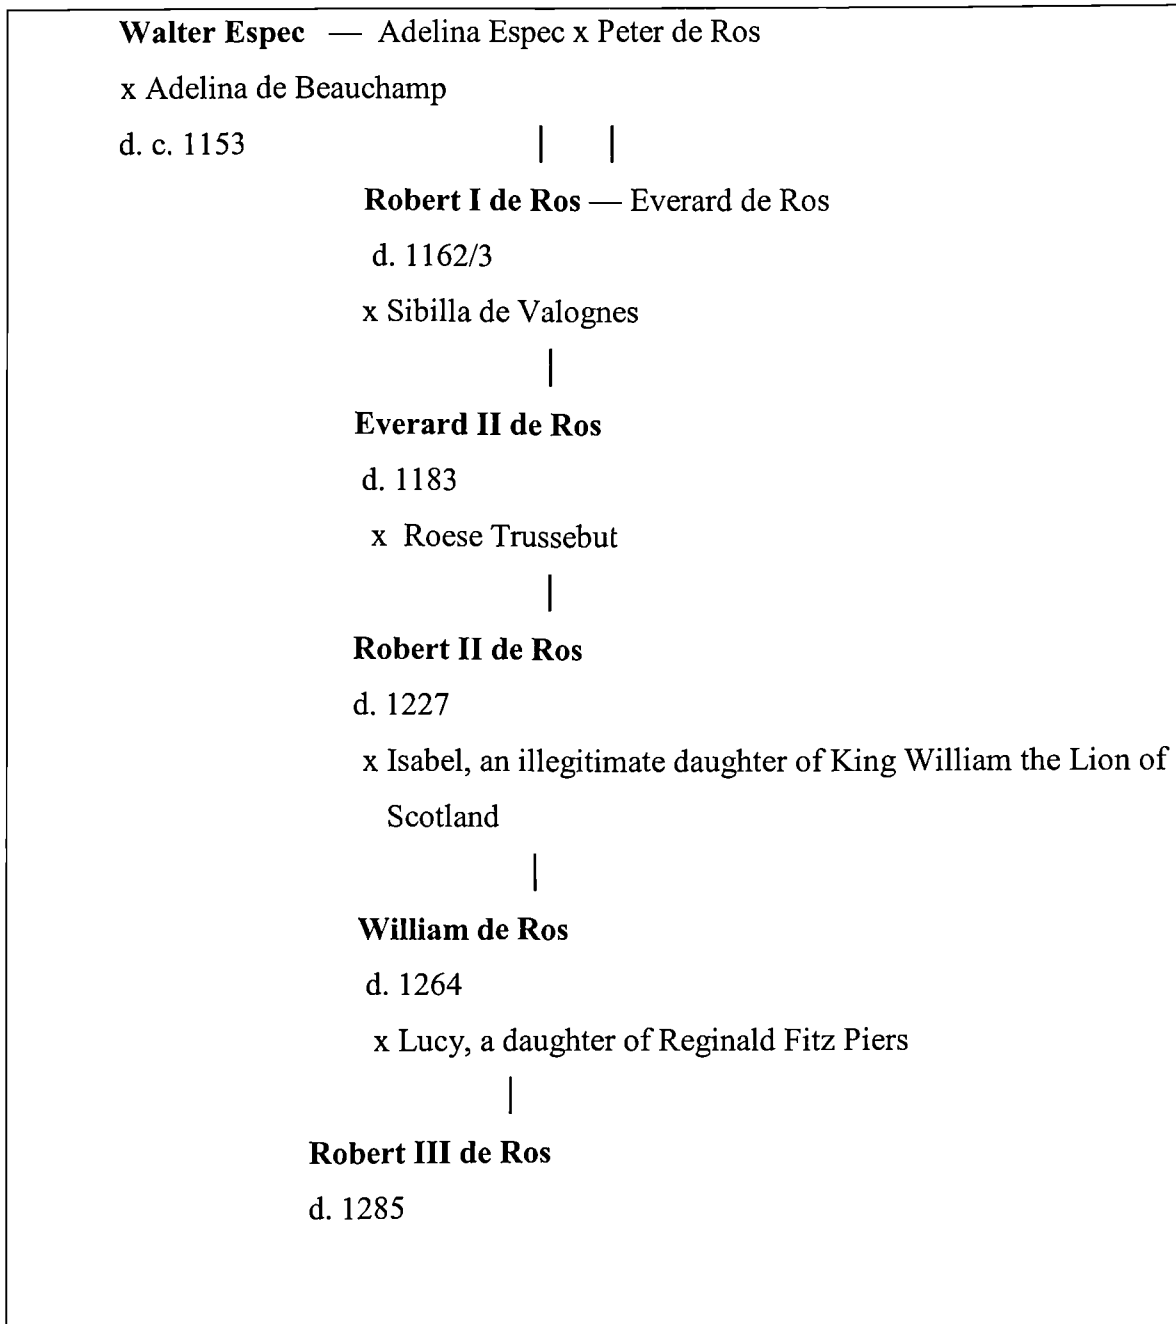 Walter Espec — Adelina Espec x Peter de Ros
x Adelina de Beauchamp
d. c. 1153
Robert I de Ros — Everard de Ros
d. 1162/3
x Sibilla de Valognes
Everard II de Ros
d. 1183
x Roese Trussebut
Robert II de Ros
d. 1227
x Isabel, an illegitimate daughter of King William the Lion of
Scotland
William de Ros
d. 1264
x Lucy, a daughter of Reginald Fitz Piers
Robert III de Ros
d. 1285